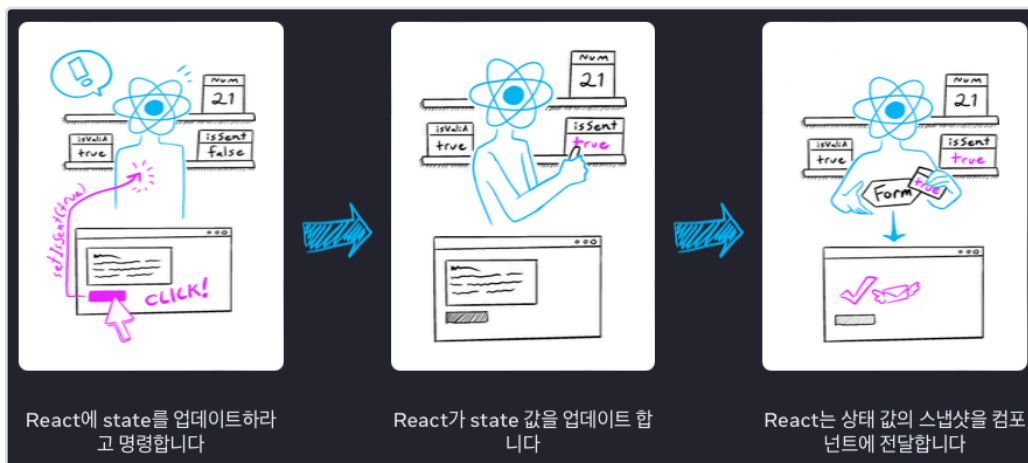 Num
21
isValid
true
isSent
false
setIsSent(true)
CLICK!
React에 state를 업데이트하라
고 명령합니다
Num
21
isValid
true
isSent
true
React가 state 값을 업데이트 합
니다
Num
21
isValid
true
isSent
true
Form
true
React는 상태 값의 스냅샷을 컴포
넌트에 전달합니다